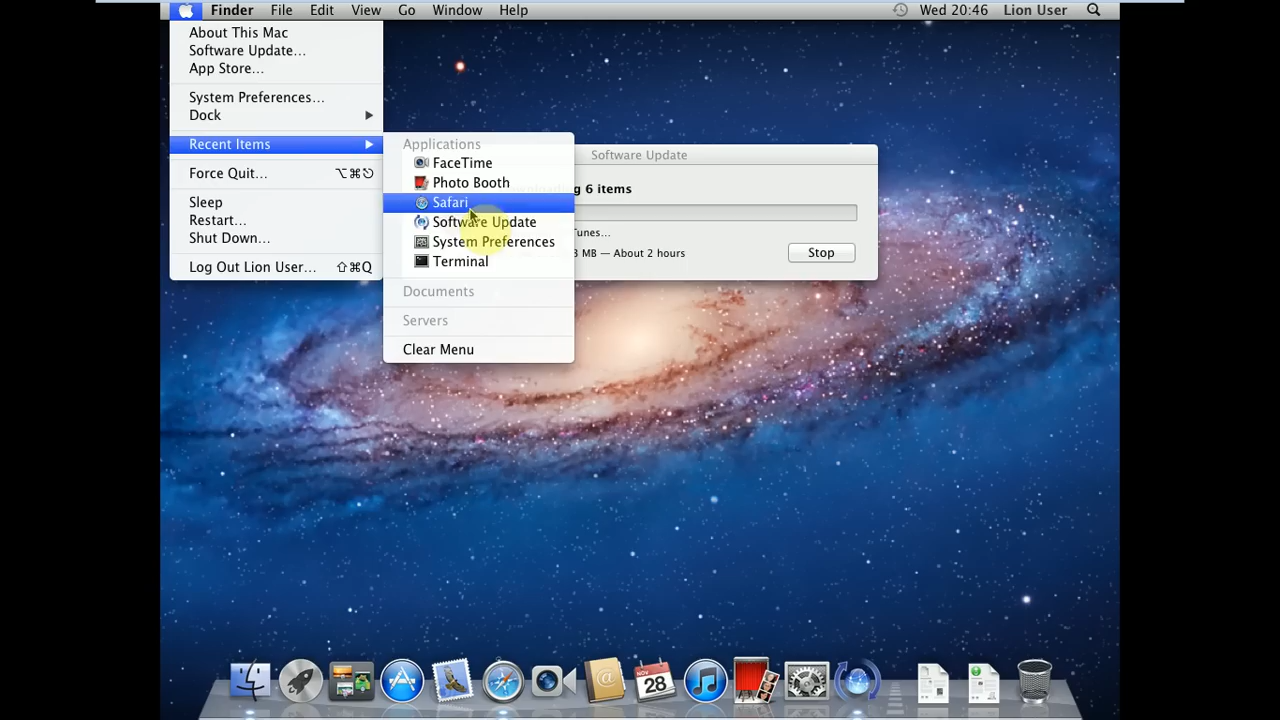 Finder File Edit View Go Window Help Wed 20:46 Lion User
About This Mac
Software Update...
App Store...
System Preferences...
Dock
Recent Items
Force Quit... ⌥⌘⎋
Sleep
Restart...
Shut Down...
Log Out Lion User... ⇧⌘Q
Applications
FaceTime
Photo Booth
Safari
Software Update
System Preferences
Terminal
Documents
Servers
Clear Menu
Software Update
6 items
MB — About 2 hours
Stop
NOV
28